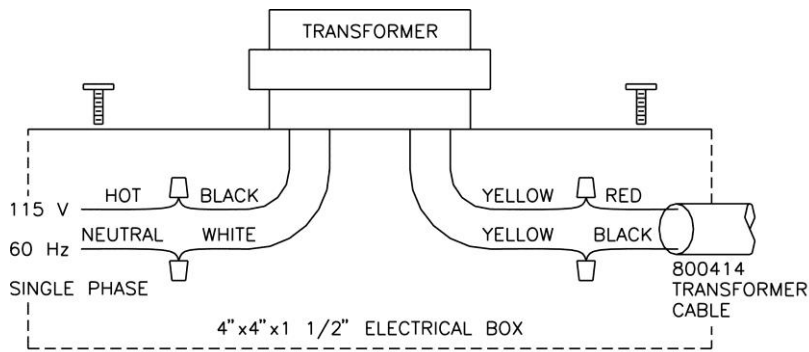 TRANSFORMER
HOT BLACK YELLOW RED
115 V
NEUTRAL WHITE YELLOW BLACK
60 Hz
SINGLE PHASE
800414
TRANSFORMER
CABLE
4"x4"x1 1/2" ELECTRICAL BOX